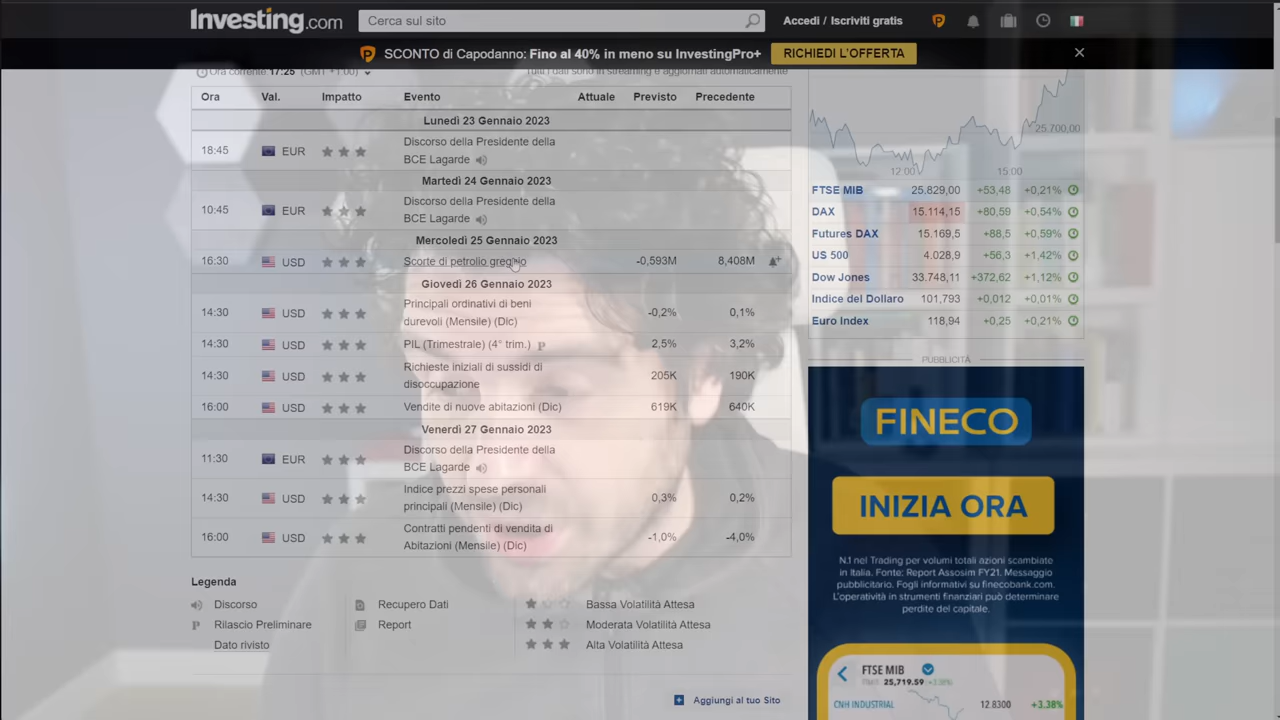 Investing.com
Cerca sul sito
Accedi / Iscriviti gratis
SCONTO di Capodanno: Fino al 40% in meno su InvestingPro+
RICHIEDI L'OFFERTA
Ora corrente 17:25 (GMT +1:00)
Tutti i dati sono in streaming e aggiornati automaticamente
Ora Val. Impatto Evento Attuale Previsto Precedente
Lunedì 23 Gennaio 2023
18:45 EUR Discorso della Presidente della
BCE Lagarde
Martedì 24 Gennaio 2023
10:45 EUR Discorso della Presidente della
BCE Lagarde
Mercoledì 25 Gennaio 2023
16:30 USD Scorte di petrolio greggio -0,593M 8,408M
Giovedì 26 Gennaio 2023
14:30 USD Principali ordinativi di beni
durevoli (Mensile) (Dic) -0,2% 0,1%
14:30 USD PIL (Trimestrale) (4° trim.) P 2,5% 3,2%
14:30 USD Richieste iniziali di sussidi di
disoccupazione 205K 190K
16:00 USD Vendite di nuove abitazioni (Dic) 619K 640K
Venerdì 27 Gennaio 2023
11:30 EUR Discorso della Presidente della
BCE Lagarde
14:30 USD Indice prezzi spese personali
principali (Mensile) (Dic) 0,3% 0,2%
16:00 USD Contratti pendenti di vendita di
Abitazioni (Mensile) (Dic) -1,0% -4,0%
Legenda
Discorso Recupero Dati Bassa Volatilità Attesa
P Rilascio Preliminare Report Moderata Volatilità Attesa
Dato rivisto Alta Volatilità Attesa
Aggiungi al tuo Sito
25.700,00
12:00 15:00
FTSE MIB 25.829,00 +53,48 +0,21%
DAX 15.114,15 +80,59 +0,54%
Futures DAX 15.169,5 +88,5 +0,59%
US 500 4.028,9 +56,3 +1,42%
Dow Jones 33.748,11 +372,62 +1,12%
Indice del Dollaro 101,793 +0,012 +0,01%
Euro Index 118,94 +0,25 +0,21%
PUBBLICITÀ
FINECO
INIZIA ORA
N.1 nel Trading per volumi totali azioni scambiate
in Italia. Fonte: Report Assosim FY21. Messaggio
pubblicitario. Fogli informativi su finecobank.com.
L'operatività in strumenti finanziari può determinare
perdite del capitale.
FTSE MIB
25,719.59
CNH INDUSTRIAL 12.8300 +3,38%